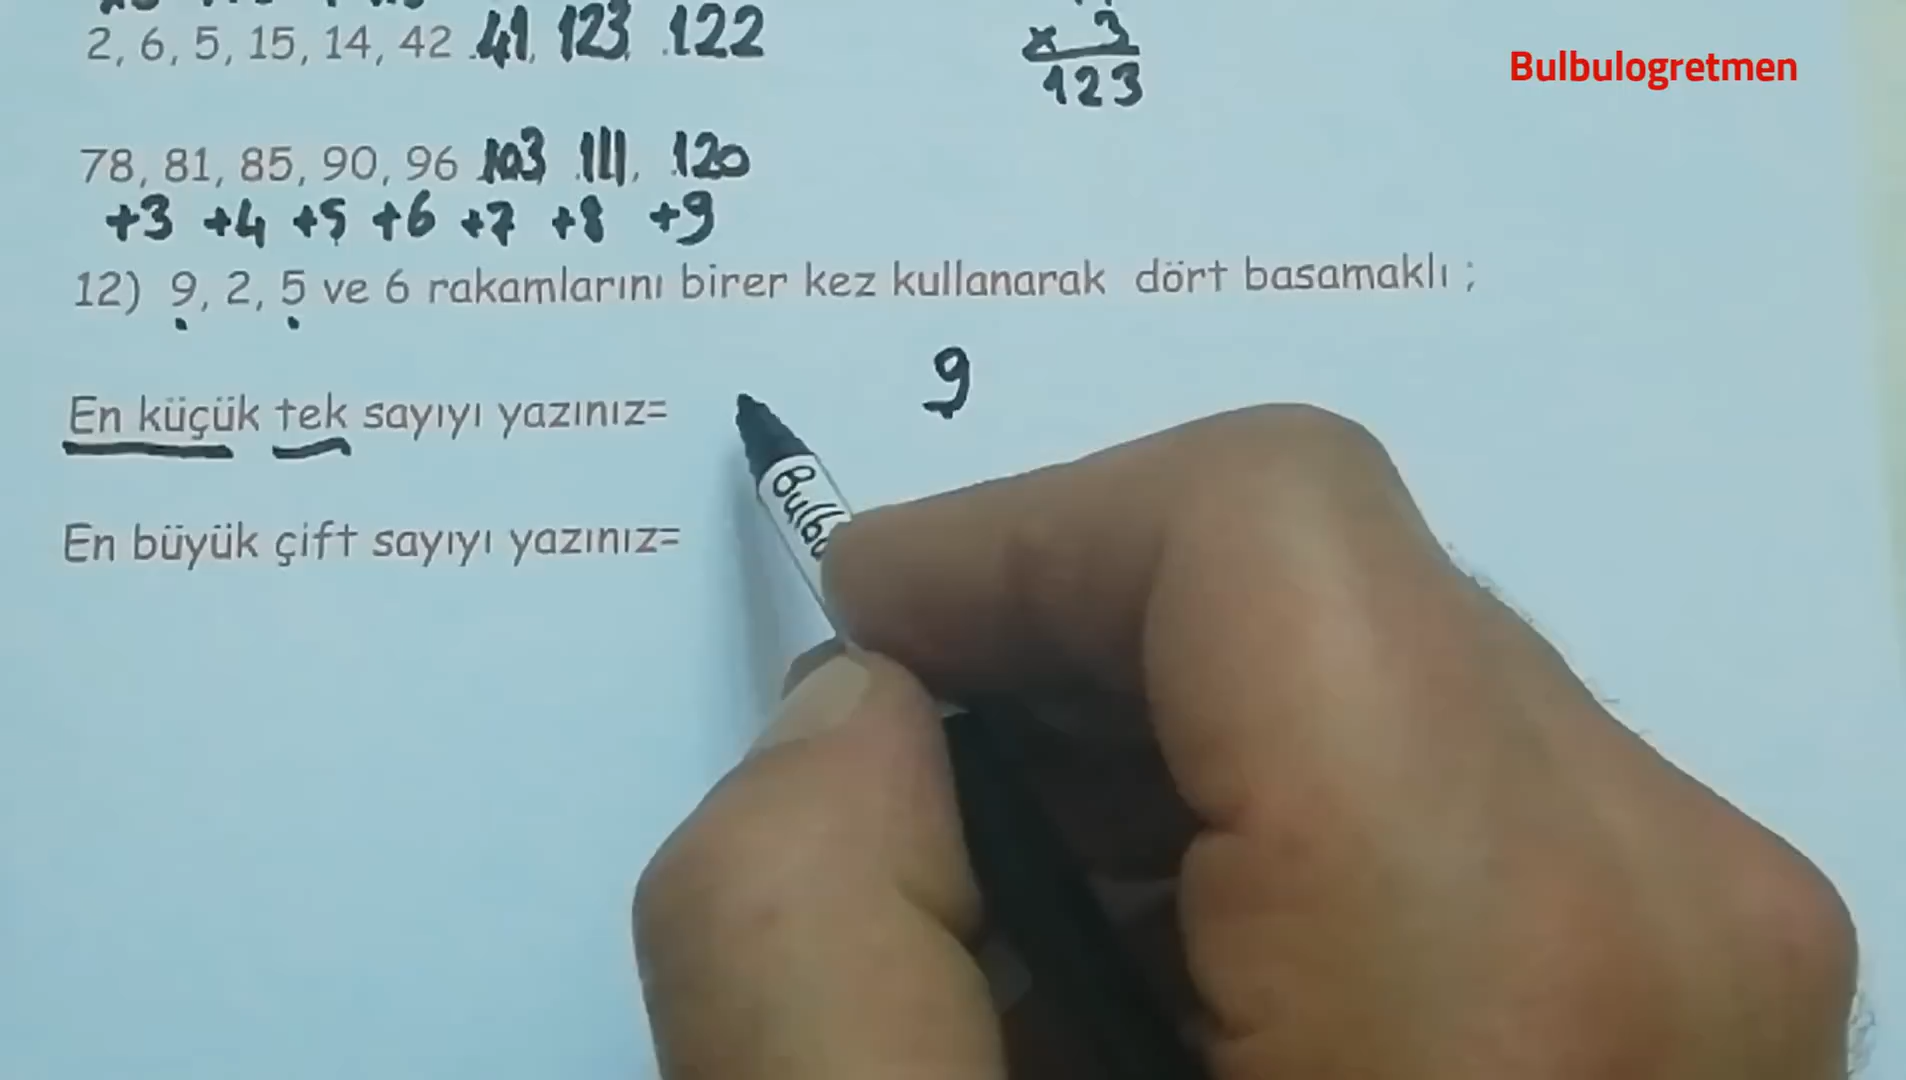 2, 6, 5, 15, 14, 42 41, 123, 122
x 3
123
Bulbulogretmen
78, 81, 85, 90, 96 103, 111, 120
+3 +4 +5 +6 +7 +8 +9
12) 9, 2, 5 ve 6 rakamlarını birer kez kullanarak dört basamaklı ;
9
En küçük tek sayıyı yazınız=
En büyük çift sayıyı yazınız=